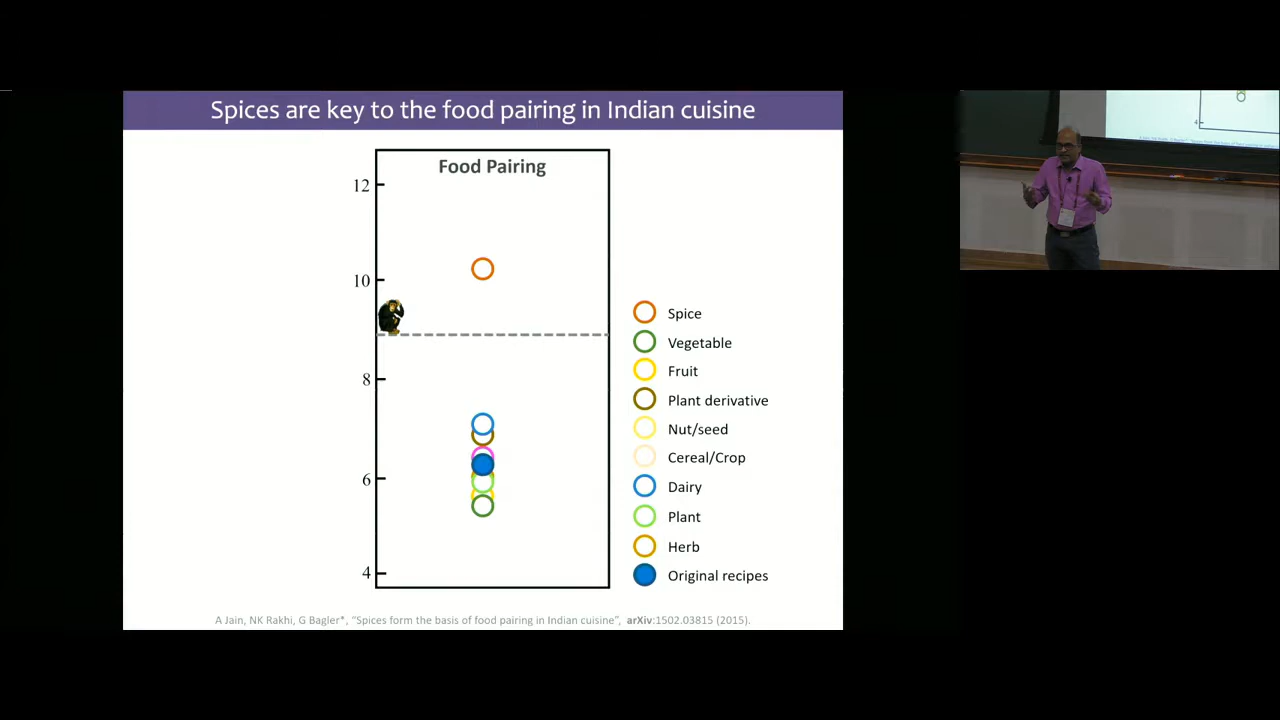 Spices are key to the food pairing in Indian cuisine
Food Pairing
12
10
8
6
4
Spice
Vegetable
Fruit
Plant derivative
Nut/seed
Cereal/Crop
Dairy
Plant
Herb
Original recipes
A Jain, NK Rakhi, G Bagler*, “Spices form the basis of food pairing in Indian cuisine”, arXiv:1502.03815 (2015).
4